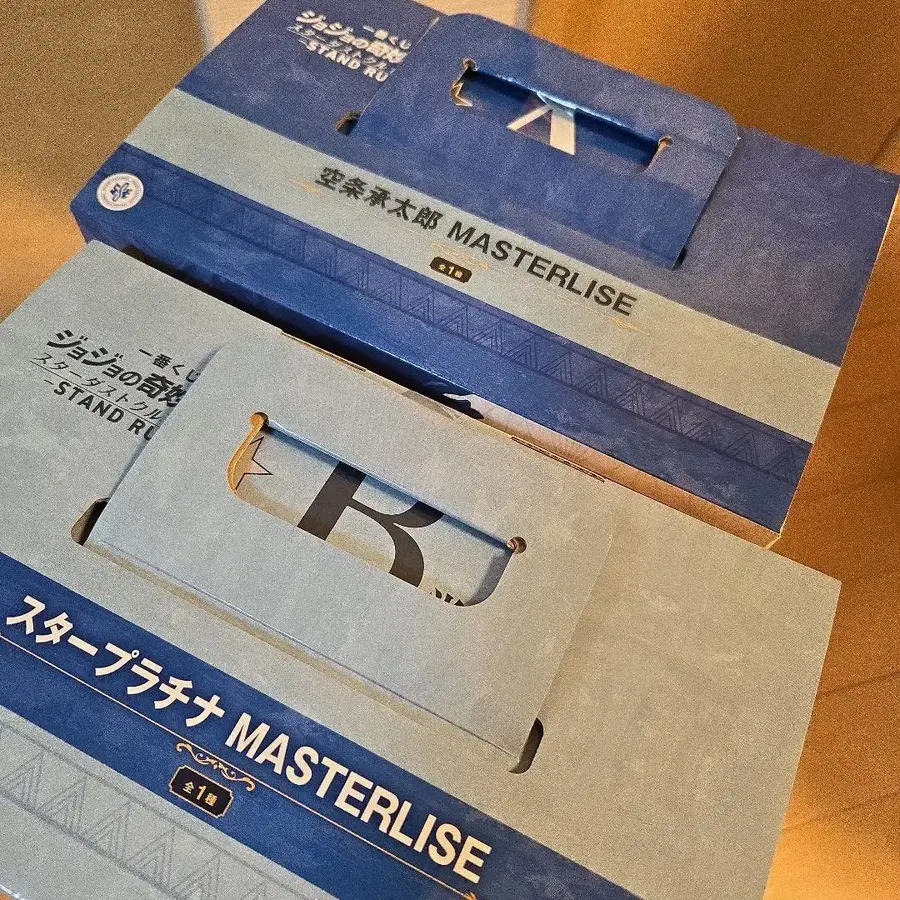 一番くじ
ジョジョの奇妙
スターダストクル
-STAND RU
A
空条承太郎 MASTERLISE
全1種
一番くじ
ジョジョの奇妙
スターダストクル
-STAND RU
B
スタープラチナ MASTERLISE
全1種